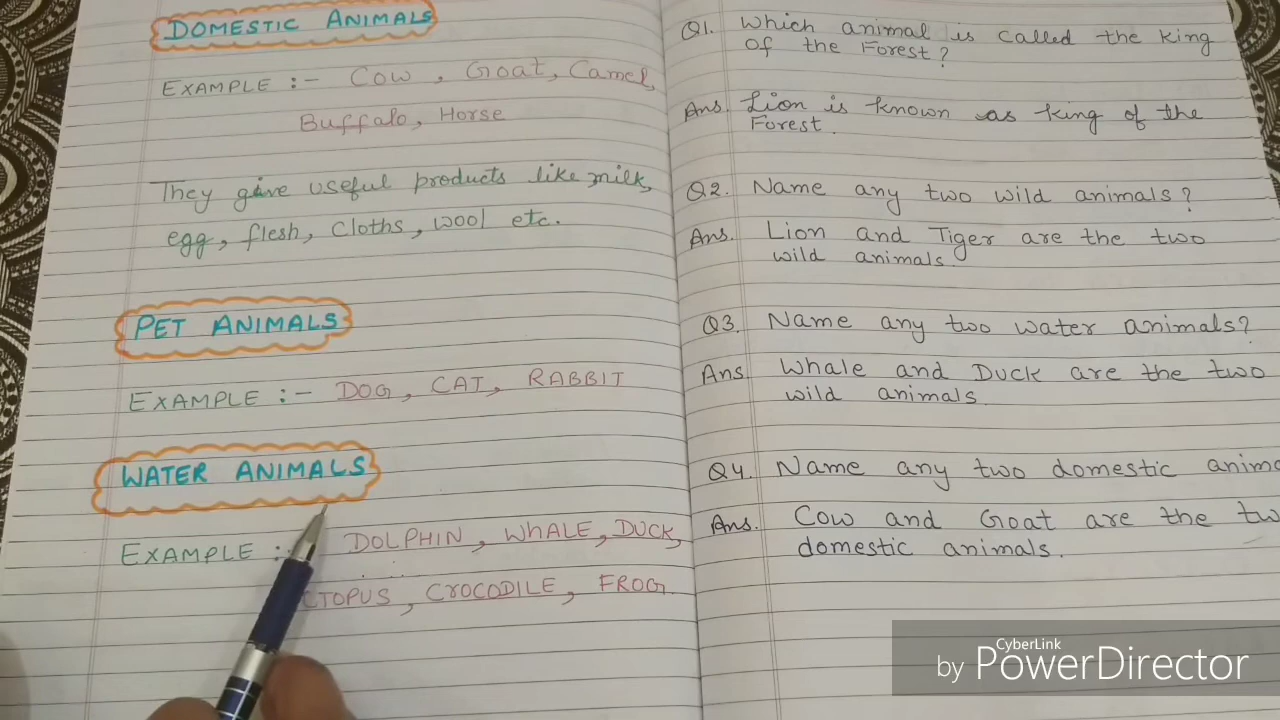 DOMESTIC ANIMALS
EXAMPLE :- Cow, Goat, Camel,
Buffalo, Horse
They give useful products like milk,
egg, flesh, cloths, wool etc.
PET ANIMALS
EXAMPLE :- DOG, CAT, RABBIT
WATER ANIMALS
EXAMPLE :- DOLPHIN, WHALE, DUCK,
CTOPUS, CROCODILE, FROG.
Q1. Which animal is called the king
of the Forest?
Ans. Lion is known as king of the
Forest.
Q2. Name any two wild animals?
Ans. Lion and Tiger are the two
wild animals.
Q3. Name any two water animals?
Ans Whale and Duck are the two
wild animals.
Q4. Name any two domestic anima
Ans. Cow and Goat are the tw
domestic animals.
CyberLink
by PowerDirector